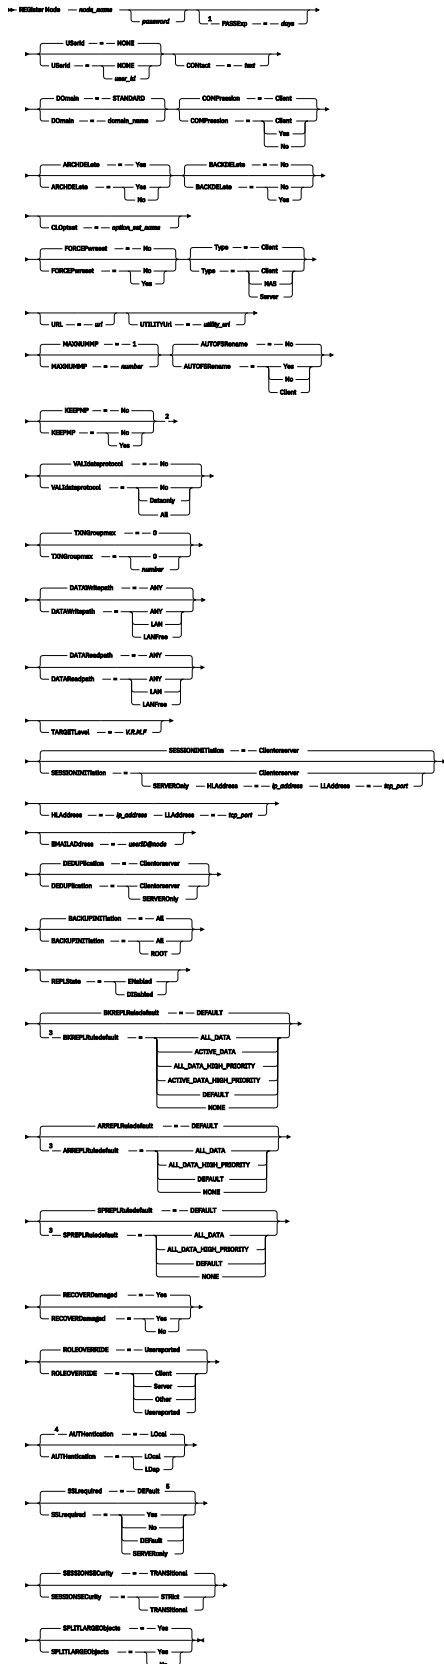 REGister Node — node_name
password
1 PASSExp — = — days
USerid — = — NONE
USerid — = — NONE
user_id
CONtact — = — text
DOmain — = — STANDARD
DOmain — = — domain_name
COMPression — = — Client
COMPression — = — Client
Yes
No
ARCHDELete — = — Yes
ARCHDELete — = — Yes
No
BACKDELete — = — No
BACKDELete — = — No
Yes
CLOptset — = — option_set_name
FORCEPwreset — = — No
FORCEPwreset — = — No
Yes
Type — = — Client
Type — = — Client
NAS
Server
URL — = — url
UTILITYUrl — = — utility_url
MAXNUMMP — = — 1
MAXNUMMP — = — number
AUTOFSRename — = — No
AUTOFSRename — = — Yes
No
Client
KEEPMP — = — No
2
KEEPMP — = — No
Yes
VALIdateprotocol — = — No
VALIdateprotocol — = — No
Dataonly
All
TXNGroupmax — = — 0
TXNGroupmax — = — 0
number
DATAWritepath — = — ANY
DATAWritepath — = — ANY
LAN
LANFree
DATAReadpath — = — ANY
DATAReadpath — = — ANY
LAN
LANFree
TARGETLevel — = — V.R.M.F
SESSIONINITiation — = — Clientorserver
SESSIONINITiation — = — Clientorserver
SERVEROnly — HLAddress — = — ip_address — LLAddress — = — tcp_port
HLAddress — = — ip_address — LLAddress — = — tcp_port
EMAILADdress — = — userID@node
DEDUPlication — = — Clientorserver
DEDUPlication — = — Clientorserver
SERVEROnly
BACKUPINITiation — = — All
BACKUPINITiation — = — All
ROOT
REPLState — = — ENabled
DISabled
BKREPLRuledefault — = — DEFAULT
3 BKREPLRuledefault — = — ALL_DATA
ACTIVE_DATA
ALL_DATA_HIGH_PRIORITY
ACTIVE_DATA_HIGH_PRIORITY
DEFAULT
NONE
ARREPLRuledefault — = — DEFAULT
3 ARREPLRuledefault — = — ALL_DATA
ALL_DATA_HIGH_PRIORITY
DEFAULT
NONE
SPREPLRuledefault — = — DEFAULT
3 SPREPLRuledefault — = — ALL_DATA
ALL_DATA_HIGH_PRIORITY
DEFAULT
NONE
RECOVERDamaged — = — Yes
RECOVERDamaged — = — Yes
No
ROLEOVERRIDE — = — Usereported
ROLEOVERRIDE — = — Client
Server
Other
Usereported
4 AUTHentication — = — LOcal
AUTHentication — = — LOcal
LDap
SSLrequired — = — DEFault 5
SSLrequired — = — Yes
No
DEFault
SERVERonly
SESSIONSECurity — = — TRANSitional
SESSIONSECurity — = — STRict
TRANSitional
SPLITLARGEObjects — = — Yes
SPLITLARGEObjects — = — Yes